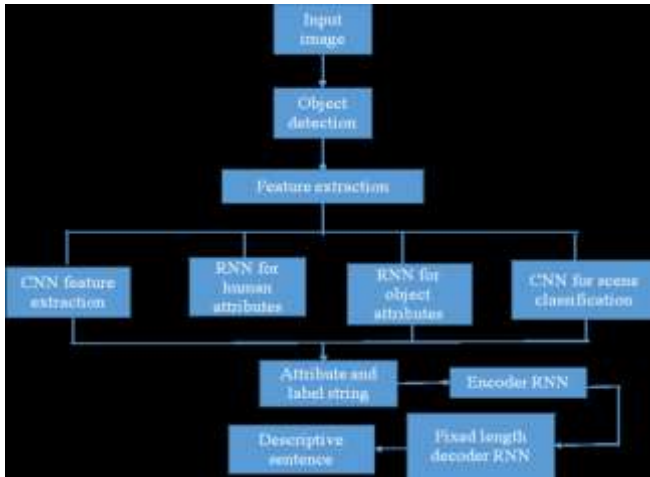 Input
image
Object
detection
Feature extraction
CNN feature
extraction
RNN for
human
attributes
RNN for
object
attributes
CNN for scene
classification
Attribute and
label string
Encoder RNN
Pixed length
decoder RNN
Descriptive
sentence